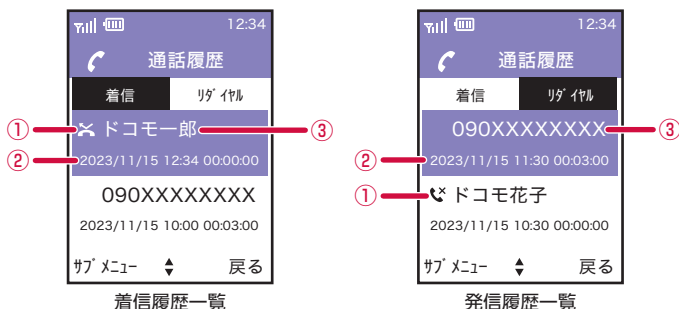 12:34
通話履歴
着信 ﾘﾀﾞｲﾔﾙ
① ドコモ一郎 ③
② 2023/11/15 12:34 00:00:00
090XXXXXXXX
2023/11/15 10:00 00:03:00
ｻﾌﾞﾒﾆｭｰ 戻る
着信履歴一覧
12:34
通話履歴
着信 ﾘﾀﾞｲﾔﾙ
090XXXXXXXX ③
② 2023/11/15 11:30 00:03:00
① ドコモ花子
2023/11/15 10:30 00:00:00
ｻﾌﾞﾒﾆｭｰ 戻る
発信履歴一覧